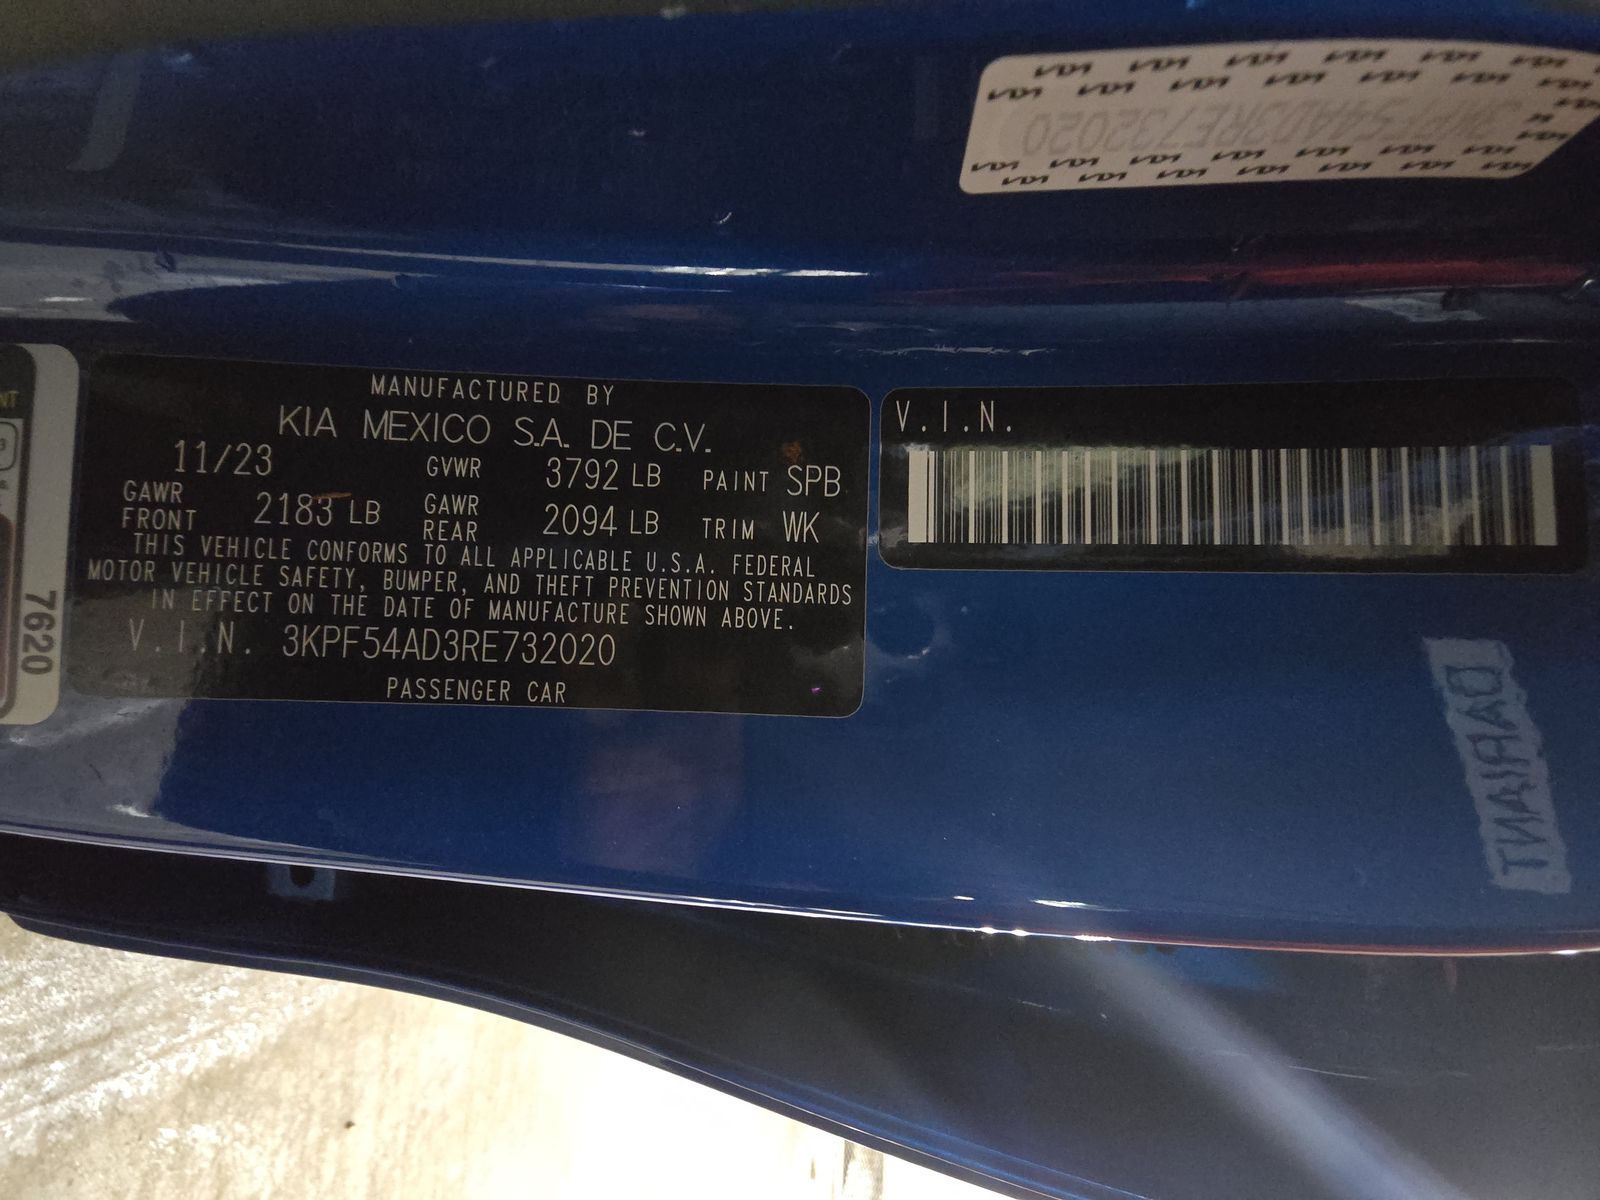 MANUFACTURED BY
KIA MEXICO S.A. DE C.V.
11/23 GVWR 3792 LB PAINT SPB
GAWR FRONT 2183 LB GAWR REAR 2094 LB TRIM WK
THIS VEHICLE CONFORMS TO ALL APPLICABLE U.S.A. FEDERAL
MOTOR VEHICLE SAFETY, BUMPER, AND THEFT PREVENTION STANDARDS
IN EFFECT ON THE DATE OF MANUFACTURE SHOWN ABOVE.
V.I.N. 3KPF54AD3RE732020
PASSENGER CAR
V.I.N.
3KPF54AD3RE732020
7620
DARIANT